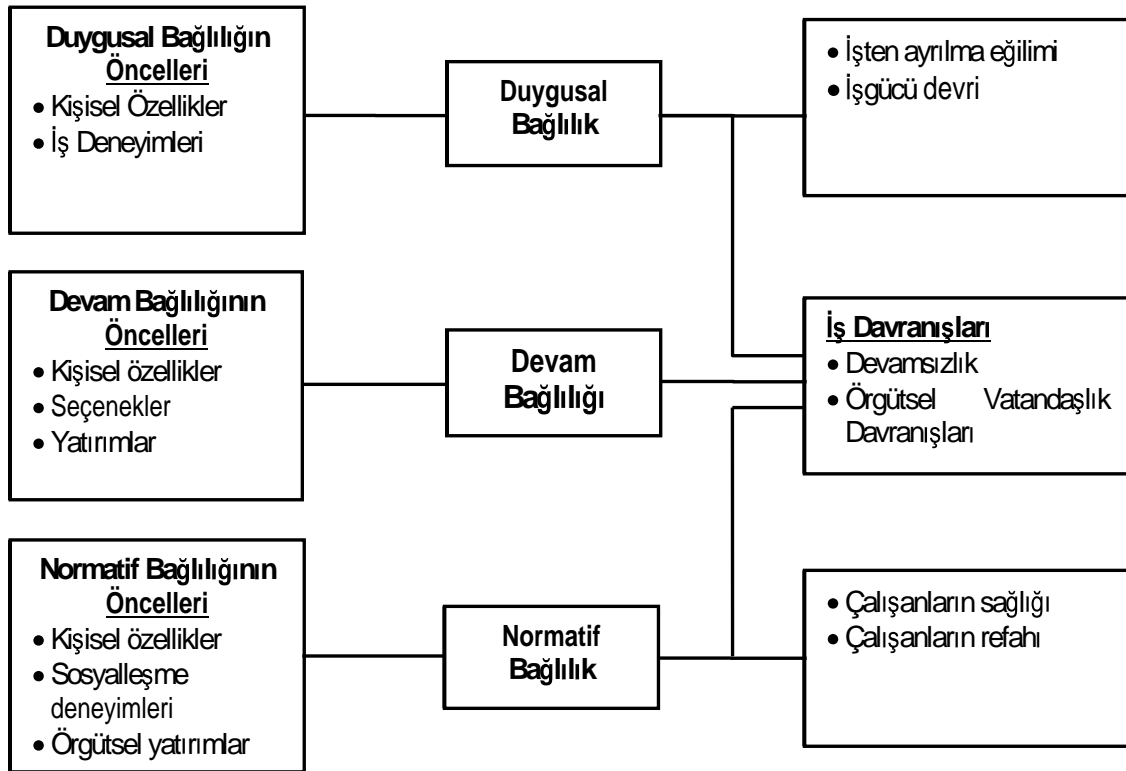 Duygusal Bağlılığın
Öncelleri
• Kişisel Özellikler
• İş Deneyimleri
Duygusal
Bağlılık
• İşten ayrılma eğilimi
• İşgücü devri
Devam Bağlılığının
Öncelleri
• Kişisel özellikler
• Seçenekler
• Yatırımlar
Devam
Bağlılığı
İş Davranışları
• Devamsızlık
• Örgütsel Vatandaşlık
Davranışları
Normatif Bağlılığının
Öncelleri
• Kişisel özellikler
• Sosyalleşme
deneyimleri
• Örgütsel yatırımlar
Normatif
Bağlılık
• Çalışanların sağlığı
• Çalışanların refahı